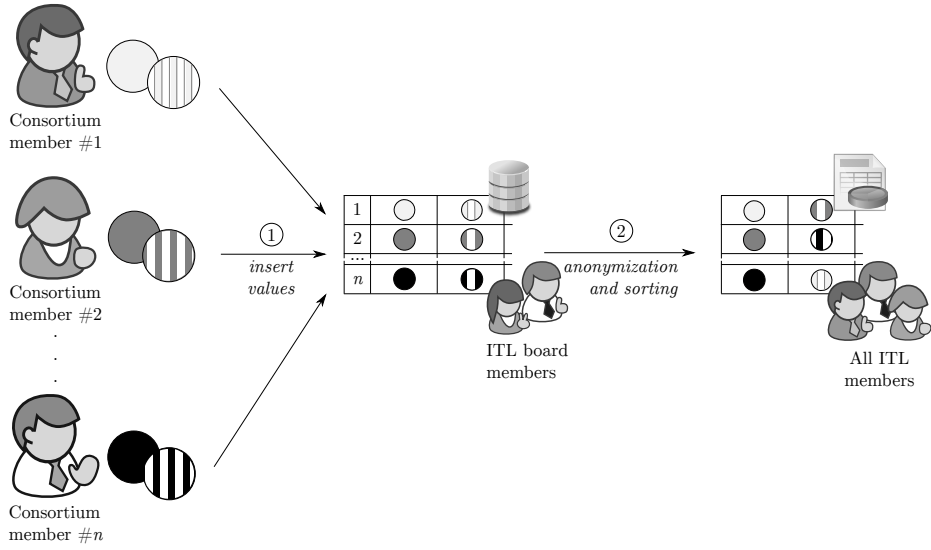 Consortium
member #1
Consortium
member #2
.
.
.
Consortium
member #n
1
insert
values
1
2
...
n
ITL board
members
2
anonymization
and sorting
All ITL
members